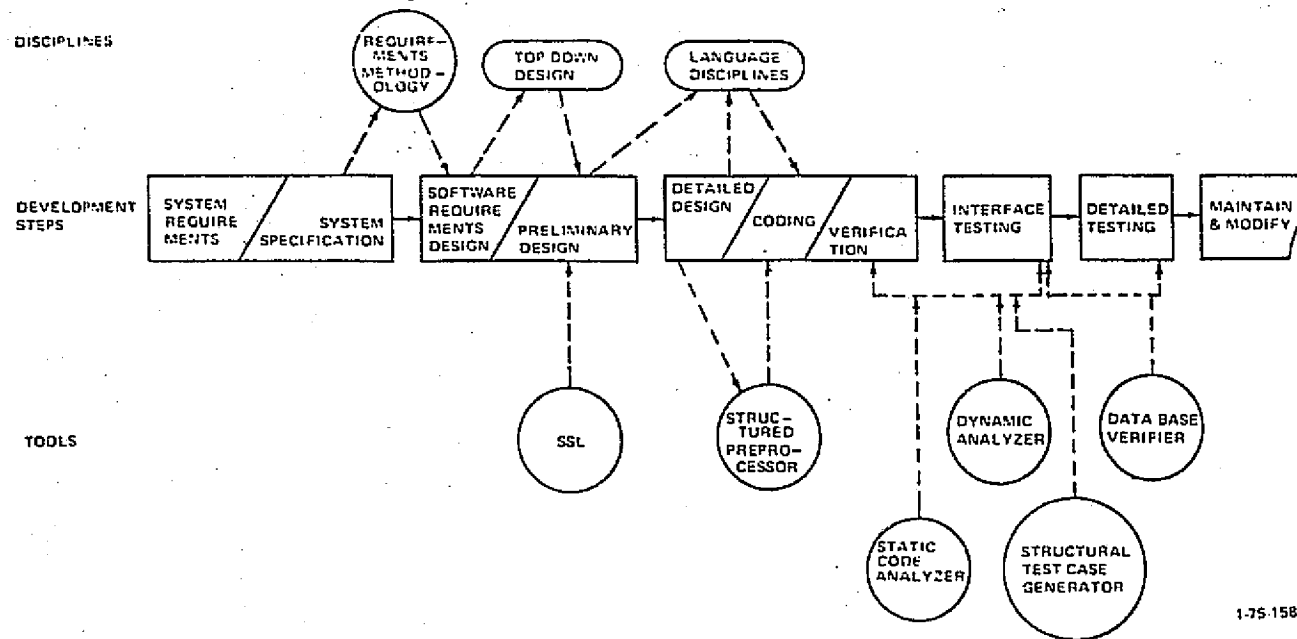 DISCIPLINES
REQUIRE-
MENTS
METHOD-
OLOGY
TOP DOWN
DESIGN
LANGUAGE
DISCIPLINES
DEVELOPMENT
STEPS
SYSTEM
REQUIRE
MENTS
SYSTEM
SPECIFICATION
SOFTWARE
REQUIRE
MENTS
DESIGN
PRELIMINARY
DESIGN
DETAILED
DESIGN
CODING
VERIFICA
TION
INTERFACE
TESTING
DETAILED
TESTING
MAINTAIN
& MODIFY
TOOLS
SSL
STRUC-
TURED
PREPRO-
CESSOR
DYNAMIC
ANALYZER
DATA BASE
VERIFIER
STATIC
CODE
ANALYZER
STRUCTURAL
TEST CASE
GENERATOR
1-75-158